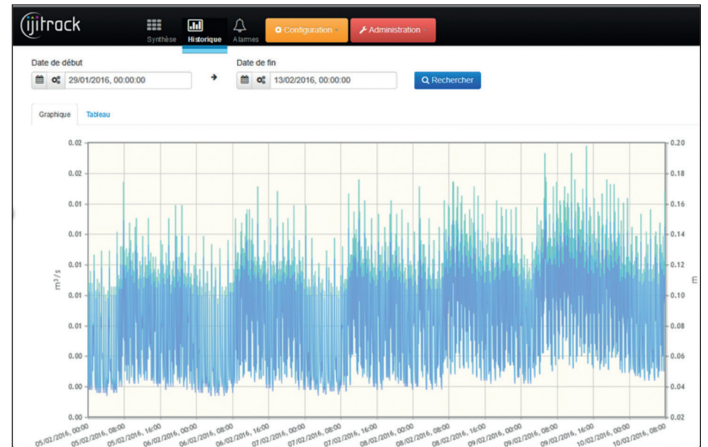 ijitrack
Synthèse
Historique
Alarmes
Configuration
Administration
Date de début
Date de fin
29/01/2016, 00:00:00
13/02/2016, 00:00:00
Rechercher
Graphique
Tableau
m³/s
0.02
0.02
0.01
0.01
0.01
0.01
0.00
0.00
0.00
0.20
0.18
0.16
0.14
0.12
0.10
0.08
0.06
0.04
0.02
m
05/02/2016, 00:00
05/02/2016, 08:00
05/02/2016, 16:00
06/02/2016, 00:00
06/02/2016, 08:00
06/02/2016, 16:00
07/02/2016, 00:00
07/02/2016, 08:00
07/02/2016, 16:00
08/02/2016, 00:00
08/02/2016, 08:00
08/02/2016, 16:00
09/02/2016, 00:00
09/02/2016, 08:00
09/02/2016, 16:00
10/02/2016, 00:00
10/02/2016, 08:00